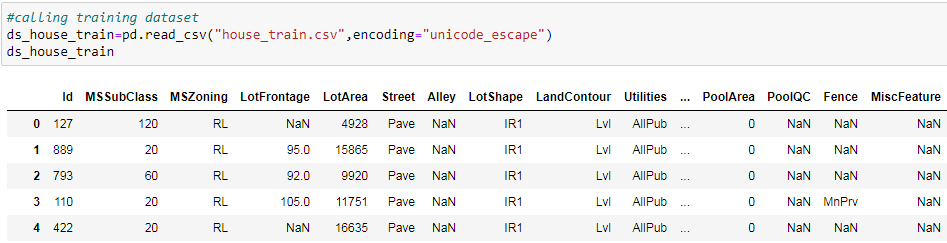 #calling training dataset
ds_house_train=pd.read_csv("house_train.csv",encoding="unicode_escape")
ds_house_train
Id MSSubClass MSZoning LotFrontage LotArea Street Alley LotShape LandContour Utilities ... PoolArea PoolQC Fence MiscFeature
0 127 120 RL NaN 4928 Pave NaN IR1 Lvl AllPub ... 0 NaN NaN NaN
1 889 20 RL 95.0 15865 Pave NaN IR1 Lvl AllPub ... 0 NaN NaN NaN
2 793 60 RL 92.0 9920 Pave NaN IR1 Lvl AllPub ... 0 NaN NaN NaN
3 110 20 RL 105.0 11751 Pave NaN IR1 Lvl AllPub ... 0 NaN MnPrv NaN
4 422 20 RL NaN 16635 Pave NaN IR1 Lvl AllPub ... 0 NaN NaN NaN